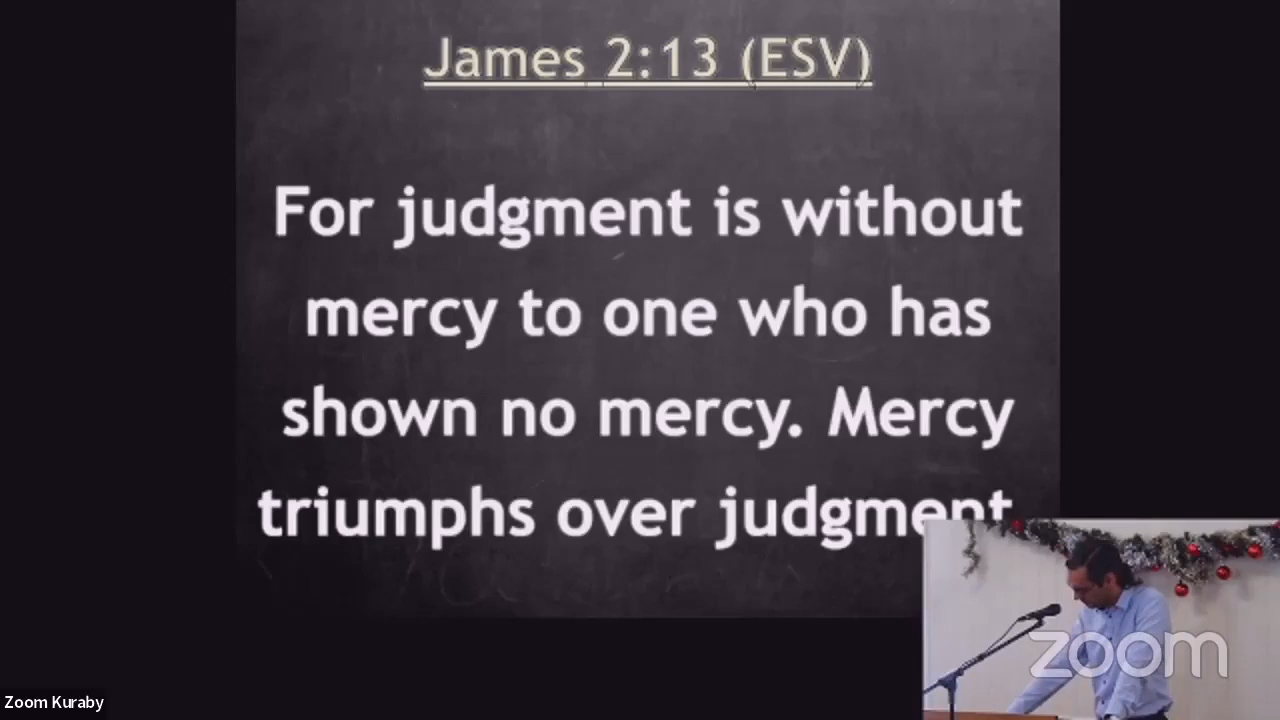 James 2:13 (ESV)
For judgment is without
mercy to one who has
shown no mercy. Mercy
triumphs over judgment
zoom
Zoom Kuraby